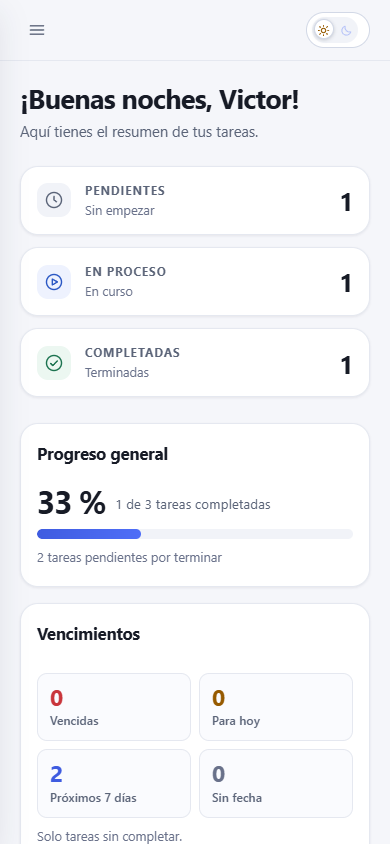 ¡Buenas noches, Victor!
Aquí tienes el resumen de tus tareas.
PENDIENTES
Sin empezar
1
EN PROCESO
En curso
1
COMPLETADAS
Terminadas
1
Progreso general
33 % 1 de 3 tareas completadas
2 tareas pendientes por terminar
Vencimientos
0
Vencidas
0
Para hoy
2
Próximos 7 días
0
Sin fecha
Solo tareas sin completar.